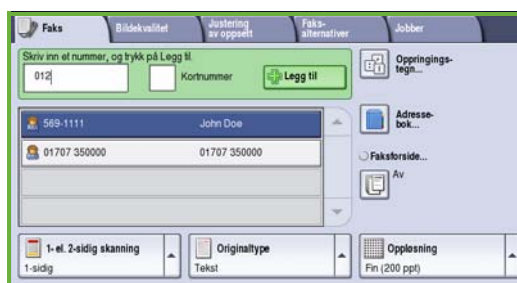 Faks
Bildekvalitet
Justering
av oppsett
Faks-
alternativer
Jobber
Skriv inn et nummer, og trykk på Legg til.
012
Kortnummer
Legg til
Oppringings-
tegn...
569-1111 John Doe
01707 350000 01707 350000
Adresse-
bok...
Faksforside...
Av
1- el. 2-sidig skanning
1-sidig
Originaltype
Tekst
Oppløsning
Fin (200 ppt)